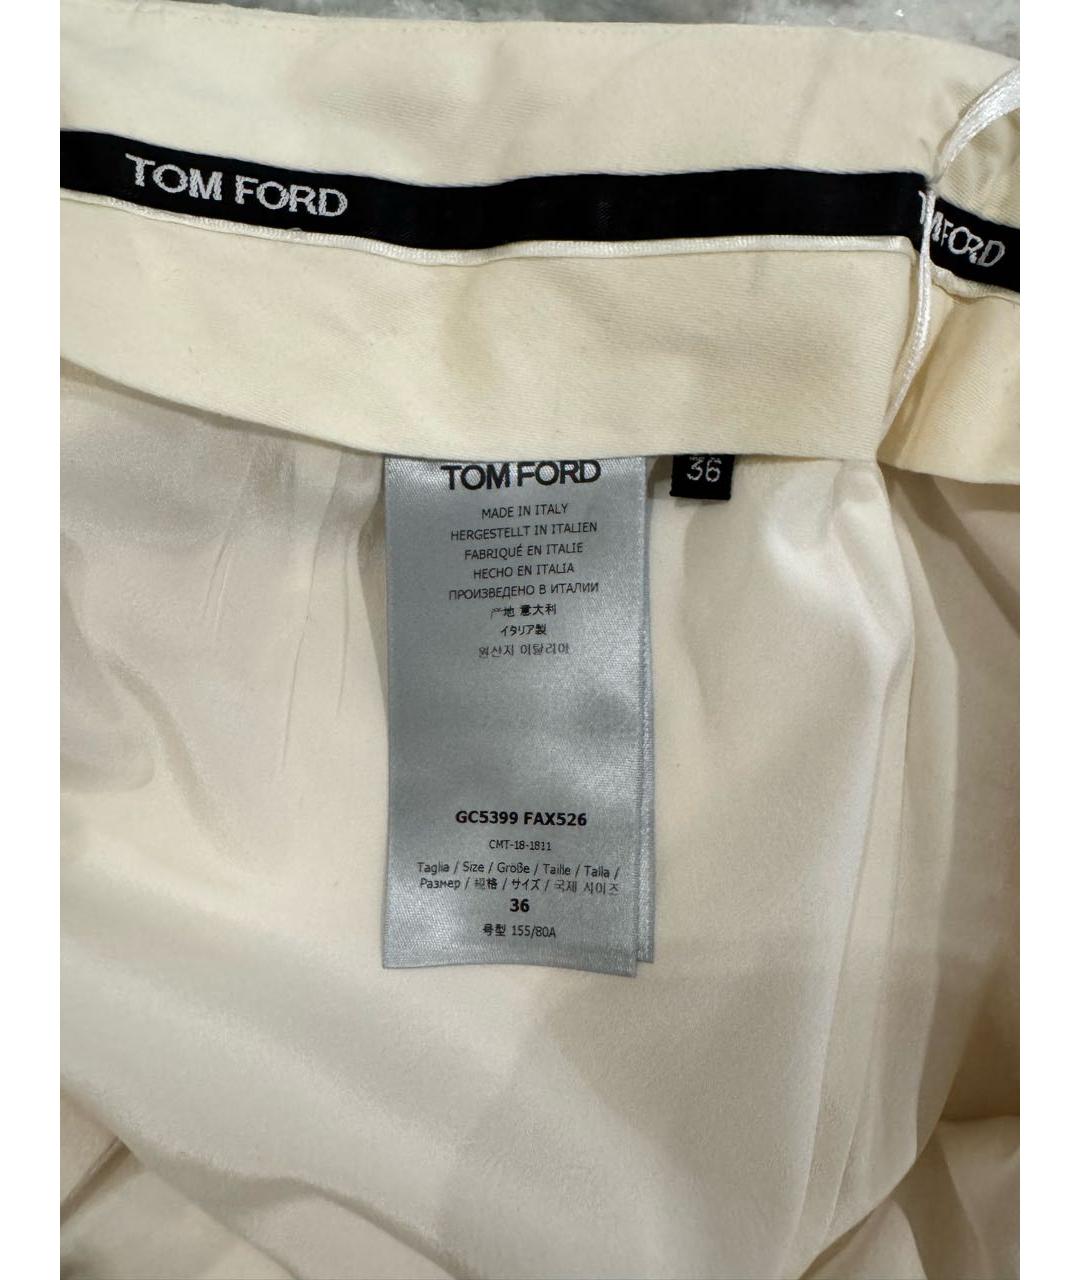 TOM FORD
TOM FORD
36
TOM FORD
MADE IN ITALY
HERGESTELLT IN ITALIEN
FABRIQUÉ EN ITALIE
HECHO EN ITALIA
ПРОИЗВЕДЕНО В ИТАЛИИ
产地 意大利
イタリア製
원산지 이탈리아
GC5399 FAX526
CMT-18-1811
Taglia / Size / Größe / Taille / Talla /
Размер / 规格 / サイズ / 국제 사이즈
36
号型 155/80A